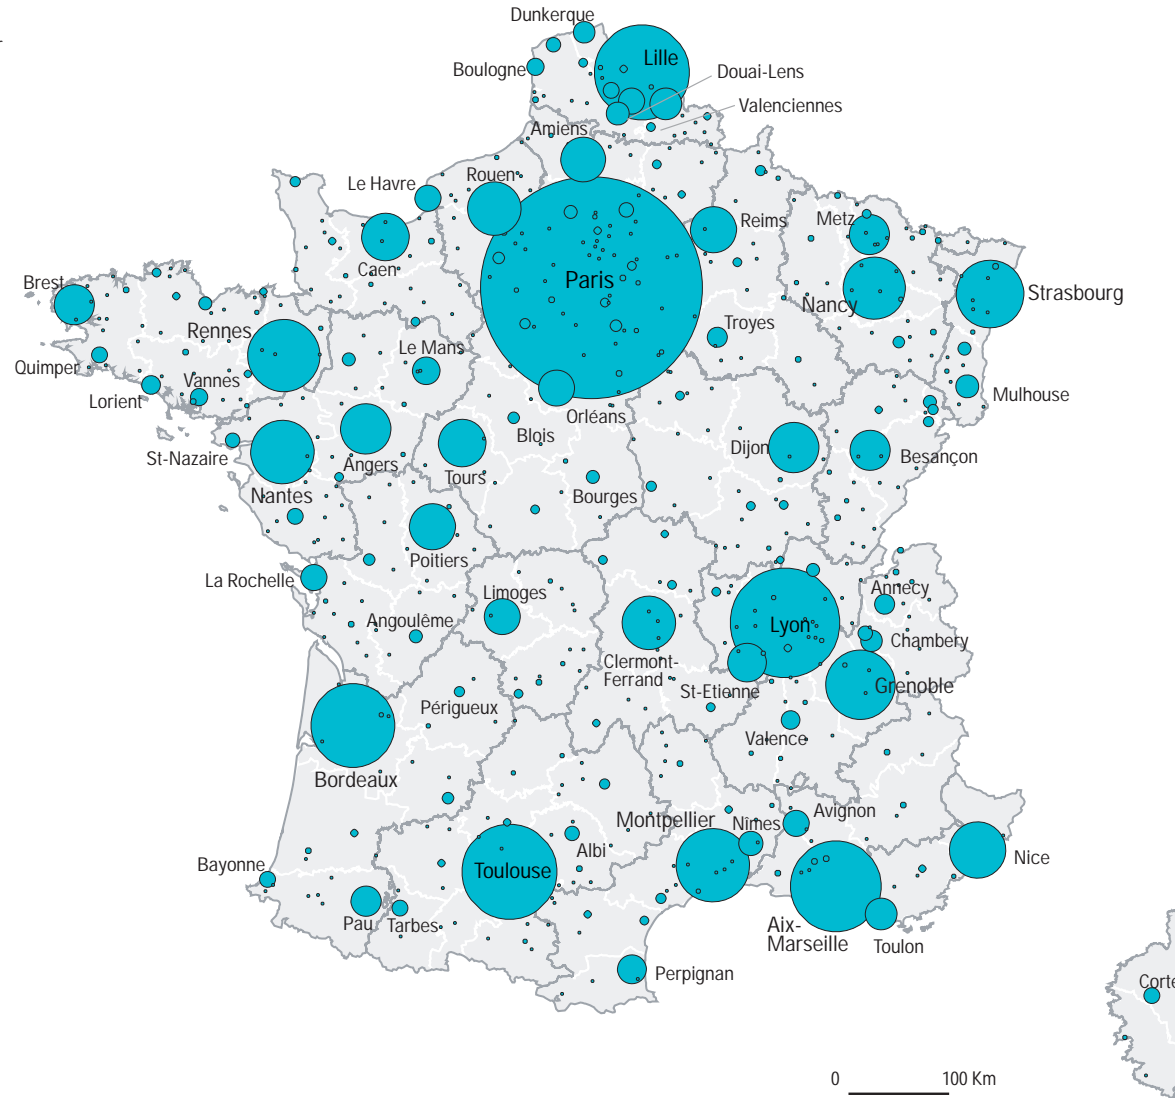 Dunkerque
Lille
Boulogne
Douai-Lens
Valenciennes
Amiens
Rouen
Le Havre
Reims
Metz
Caen
Paris
Brest
Nancy
Strasbourg
Rennes
Troyes
Le Mans
Quimper
Vannes
Lorient
Mulhouse
Orléans
Blois
St-Nazaire
Angers
Tours
Dijon
Besançon
Nantes
Bourges
Poitiers
La Rochelle
Limoges
Annecy
Angoulême
Lyon
Chambery
Clermont-
Ferrand
St-Etienne
Grenoble
Périgueux
Valence
Bordeaux
Montpellier
Nîmes
Avignon
Albi
Bayonne
Toulouse
Nice
Pau
Tarbes
Aix-
Marseille
Toulon
Perpignan
Corte
0
100 Km